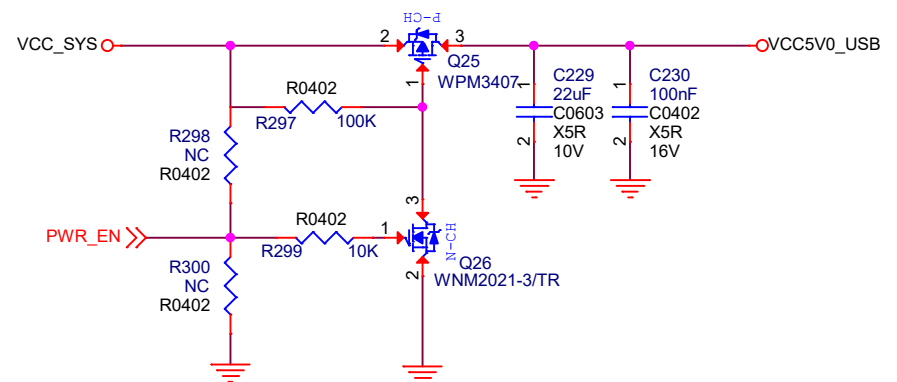 P-CH
VCC_SYS
2
3
VCC5V0_USB
Q25
WPM3407
1
R0402
R297
100K
C229
22uF
C0603
X5R
10V
1
2
C230
100nF
C0402
X5R
16V
1
2
R298
NC
R0402
PWR_EN
R0402
R299
10K
3
1
2
N-CH
Q26
WNM2021-3/TR
R300
NC
R0402